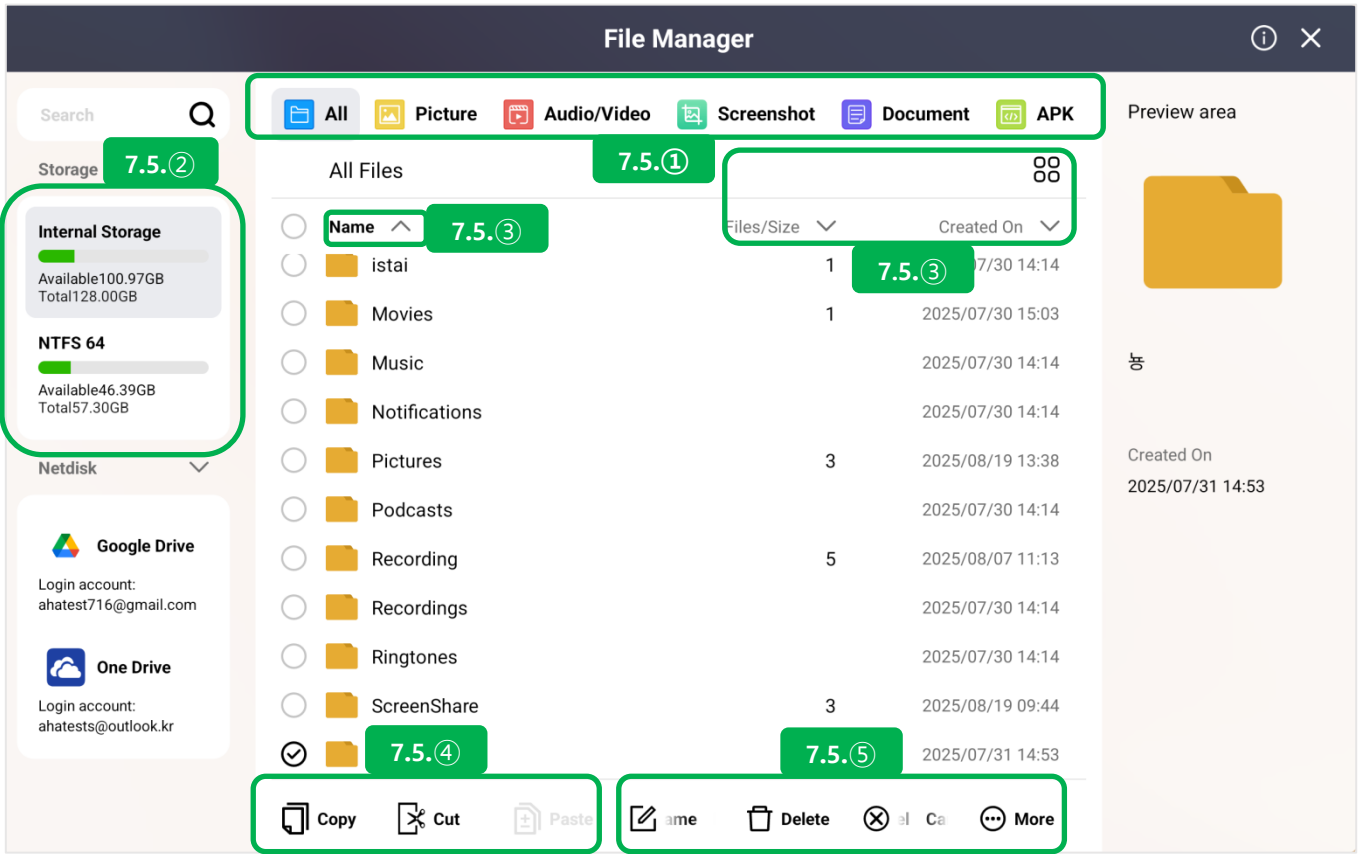 File Manager
Search
Storage
7.5.②
Internal Storage
Available100.97GB
Total128.00GB
NTFS 64
Available46.39GB
Total57.30GB
Netdisk
Google Drive
Login account:
ahatest716@gmail.com
One Drive
Login account:
ahatests@outlook.kr
All Picture Audio/Video Screenshot Document APK
7.5.①
All Files
Name 7.5.③ Files/Size Created On
7.5.③
istai 1 07/30 14:14
Movies 1 2025/07/30 15:03
Music 2025/07/30 14:14
Notifications 2025/07/30 14:14
Pictures 3 2025/08/19 13:38
Podcasts 2025/07/30 14:14
Recording 5 2025/08/07 11:13
Recordings 2025/07/30 14:14
Ringtones 2025/07/30 14:14
ScreenShare 3 2025/08/19 09:44
7.5.④ 7.5.⑤ 2025/07/31 14:53
Copy Cut Paste ame Delete el Ca More
Preview area
뇽
Created On
2025/07/31 14:53